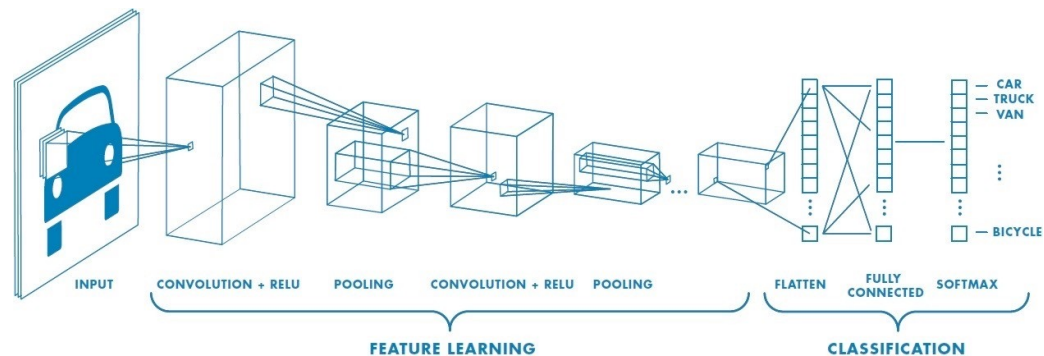 CAR
TRUCK
VAN
BICYCLE
INPUT
CONVOLUTION + RELU
POOLING
CONVOLUTION + RELU
POOLING
FLATTEN
FULLY
CONNECTED
SOFTMAX
FEATURE LEARNING
CLASSIFICATION